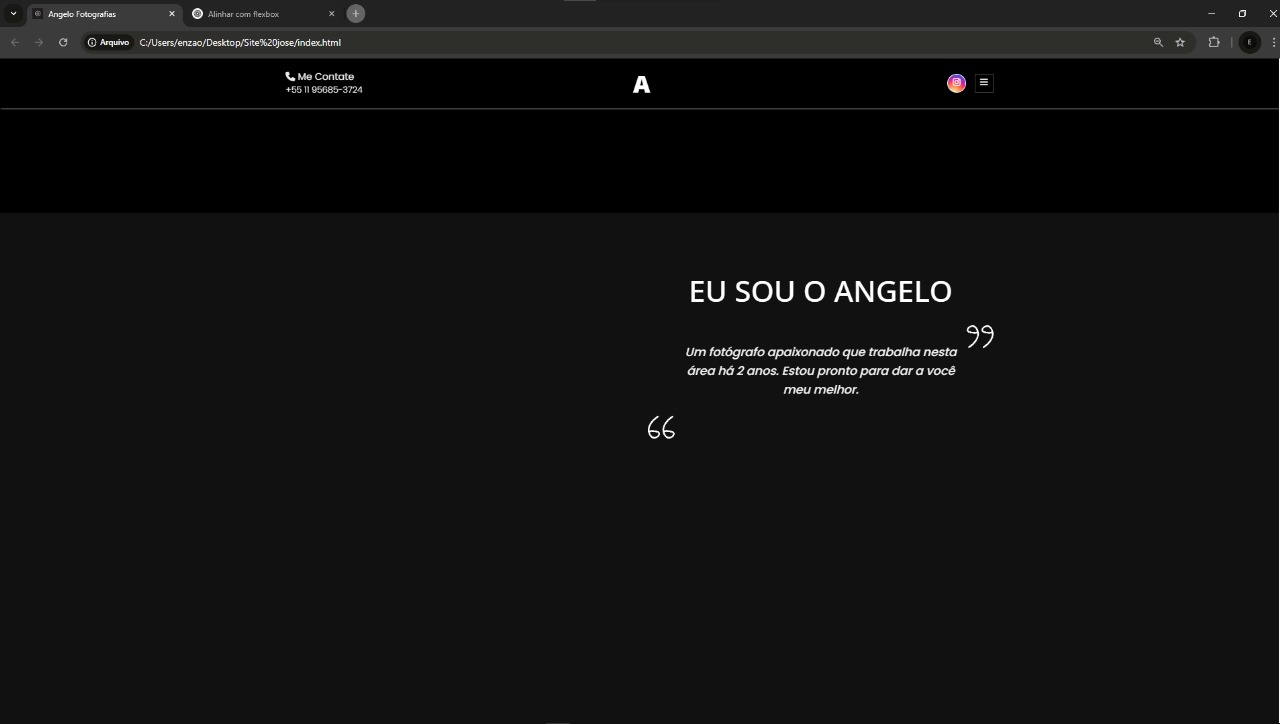 Angelo Fotografias
Alinhar com flexbox
Arquivo
C:/Users/enzao/Desktop/Site%20jose/index.html
E
Me Contate
+55 11 95685-3724
A
EU SOU O ANGELO
Um fotógrafo apaixonado que trabalha nesta
área há 2 anos. Estou pronto para dar a você
meu melhor.